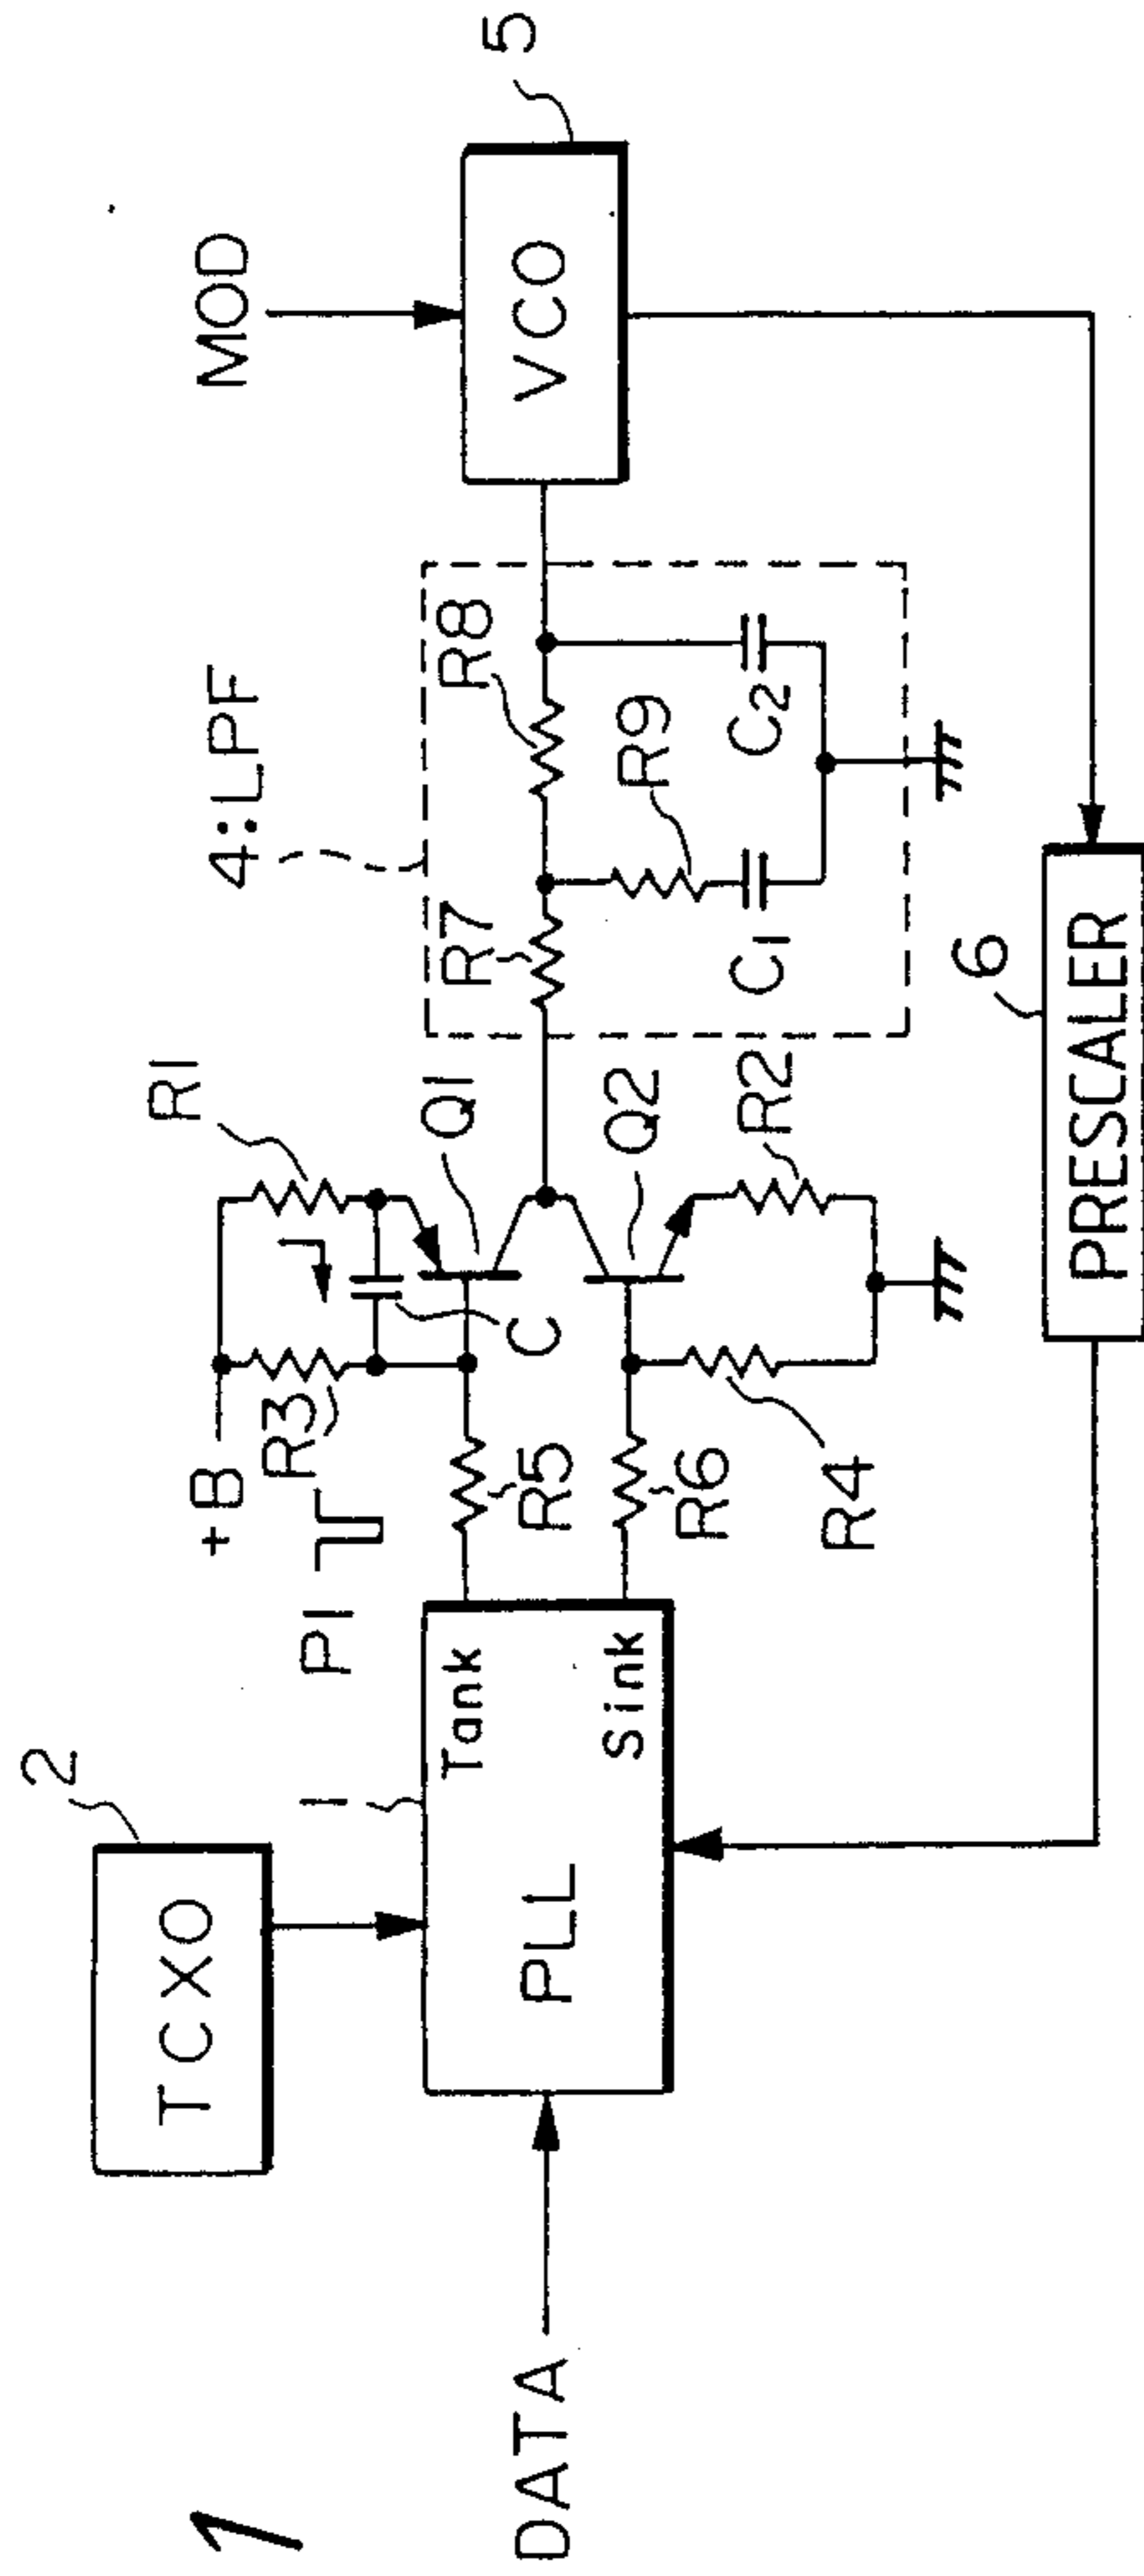 1
DATA
TCXO
2
PLL
1
Tank
Sink
P1
+B
R3
R1
C
R5
R6
R4
Q1
Q2
R2
4:LPF
R7
R8
R9
C1
C2
MOD
VCO
5
PRESCALER
6